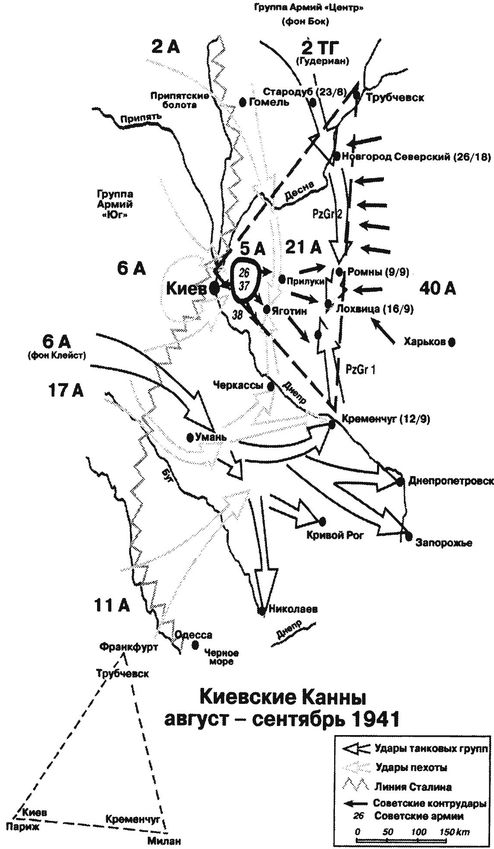 Группа Армий „Центр“
(фон Бок)
2 А
2 ТГ
(Гудериан)
Припятские
болота
Гомель
Стародуб (23/8)
Трубчевск
Припять
Новгород Северский (26/18)
Десна
Группа
Армий
„Юг“
PzGr 2
6 А
5 А
21 А
26
37
38
Киев
Прилуки
Ромны (9/9)
40 А
Яготин
Лохвица (16/9)
Харьков
6 А
(фон Клейст)
PzGr 1
17 А
Черкассы
Днепр
Кременчуг (12/9)
Умань
Буг
Днепропетровск
Кривой Рог
Запорожье
11 А
Николаев
Днепр
Одесса
Черное
море
Франкфурт
Трубчевск
Киев
Париж
Кременчуг
Милан
Киевские Канны
август – сентябрь 1941
Удары танковых групп
Удары пехоты
Линия Сталина
Советские контрудары
26 Советские армии
0 50 100 150 km